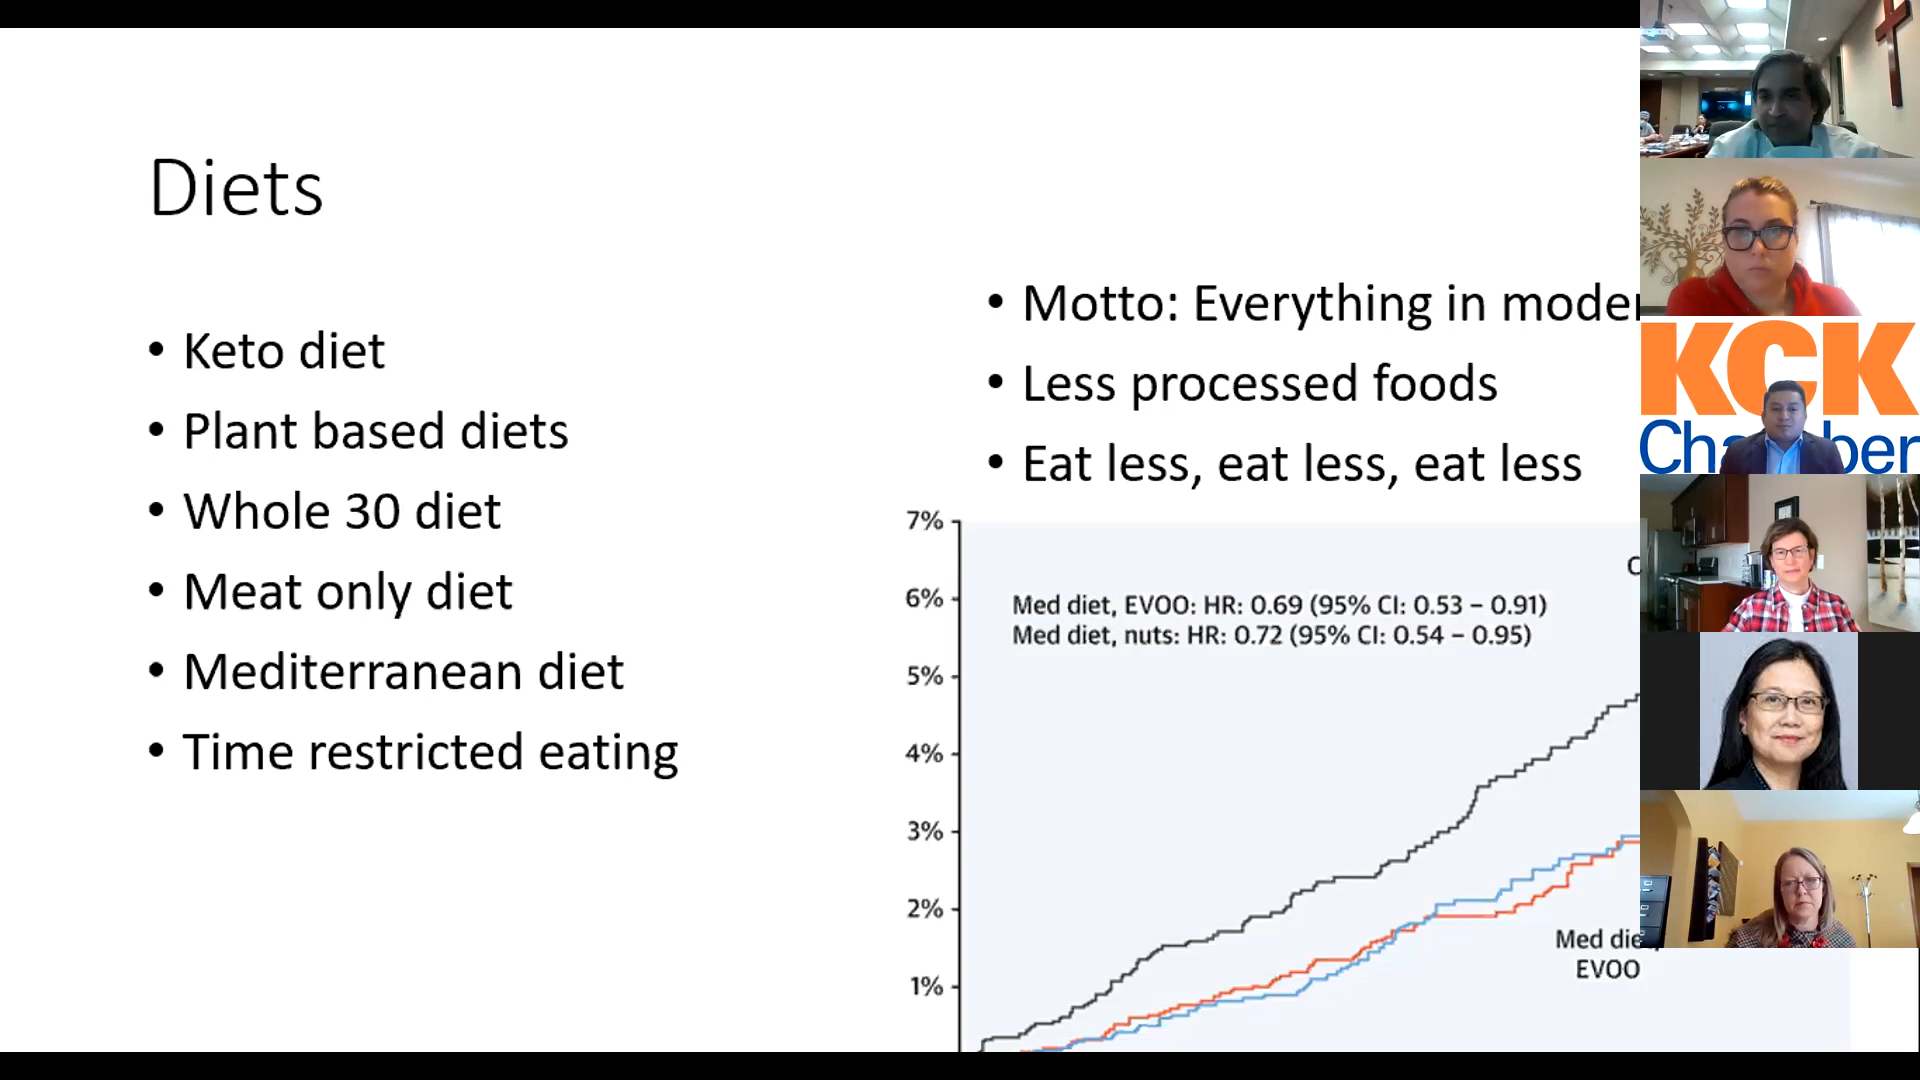 Diets
• Keto diet
• Plant based diets
• Whole 30 diet
• Meat only diet
• Mediterranean diet
• Time restricted eating
• Motto: Everything in moder
• Less processed foods
• Eat less, eat less, eat less
7%
6%
5%
4%
3%
2%
1%
Med diet, EVOO: HR: 0.69 (95% CI: 0.53 – 0.91)
Med diet, nuts: HR: 0.72 (95% CI: 0.54 – 0.95)
C
Med die
EVOO
KCK
Chamber